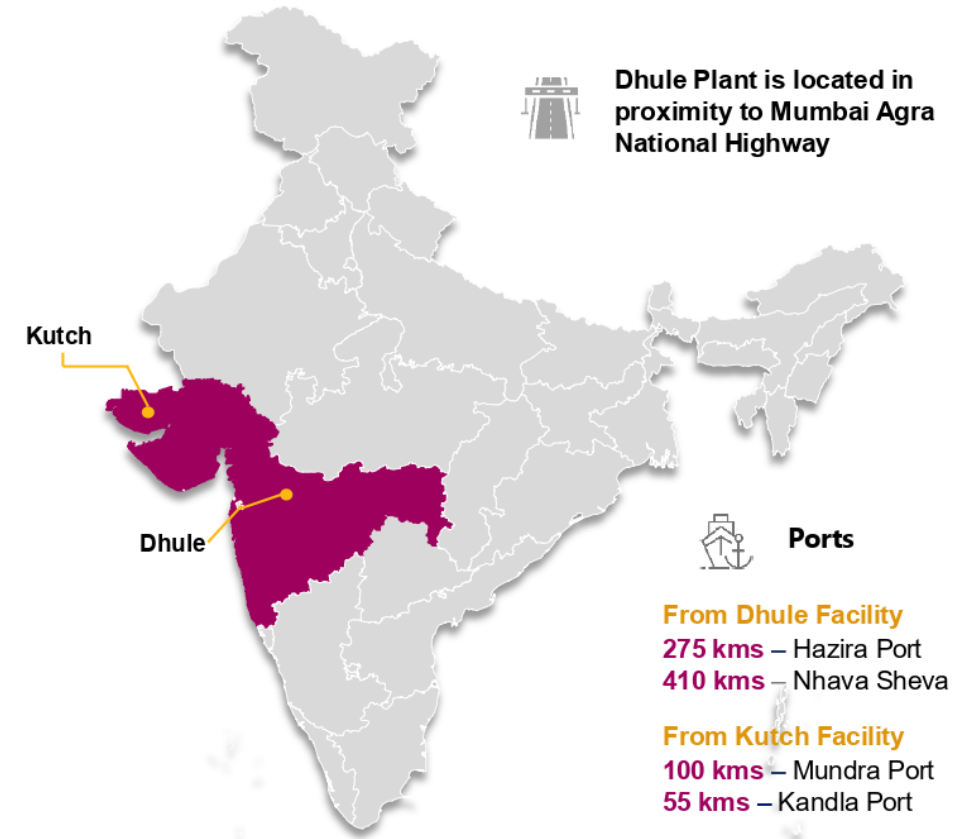 Dhule Plant is located in
proximity to Mumbai Agra
National Highway
Kutch
Dhule
Ports
From Dhule Facility
275 kms – Hazira Port
410 kms – Nhava Sheva
From Kutch Facility
100 kms – Mundra Port
55 kms – Kandla Port